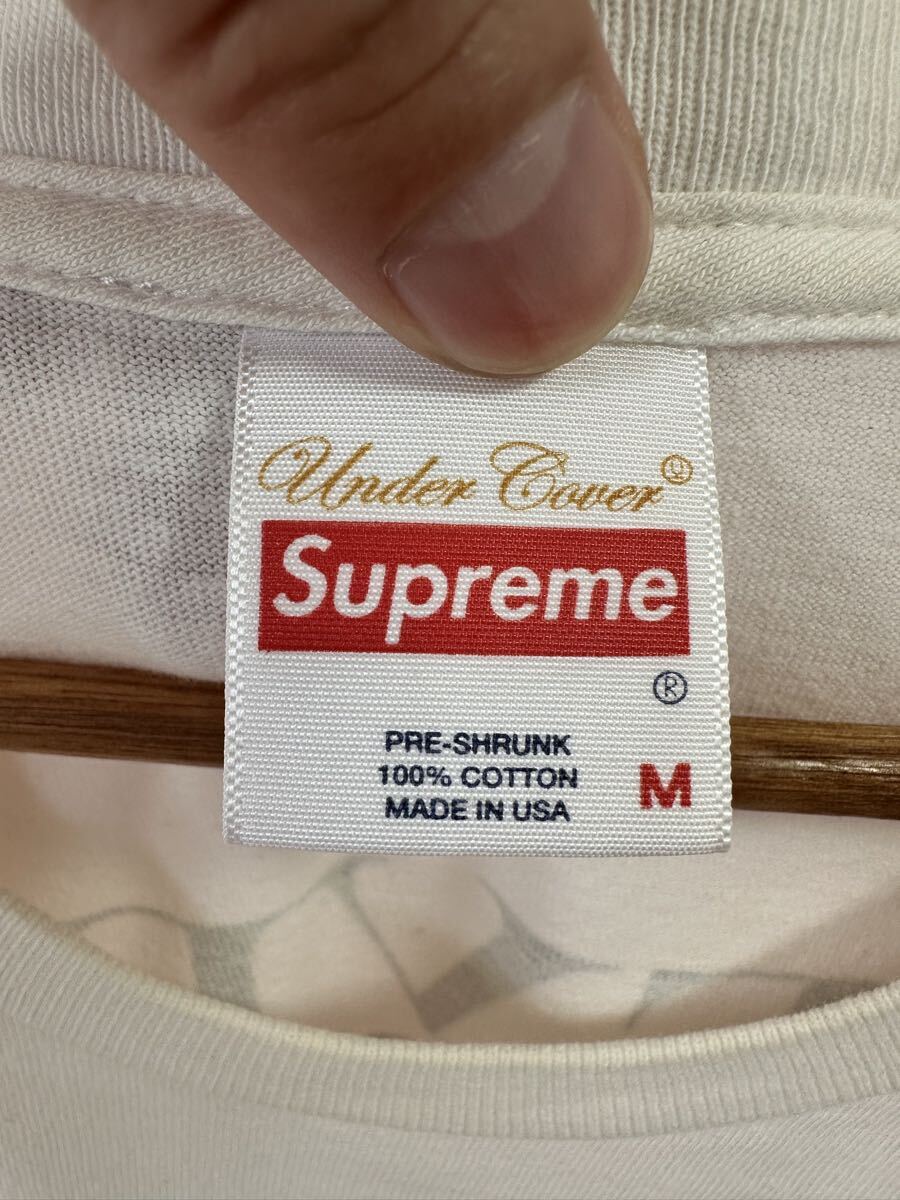 Under Cover Ⓤ
Supreme
®
PRE-SHRUNK
100% COTTON
MADE IN USA
M